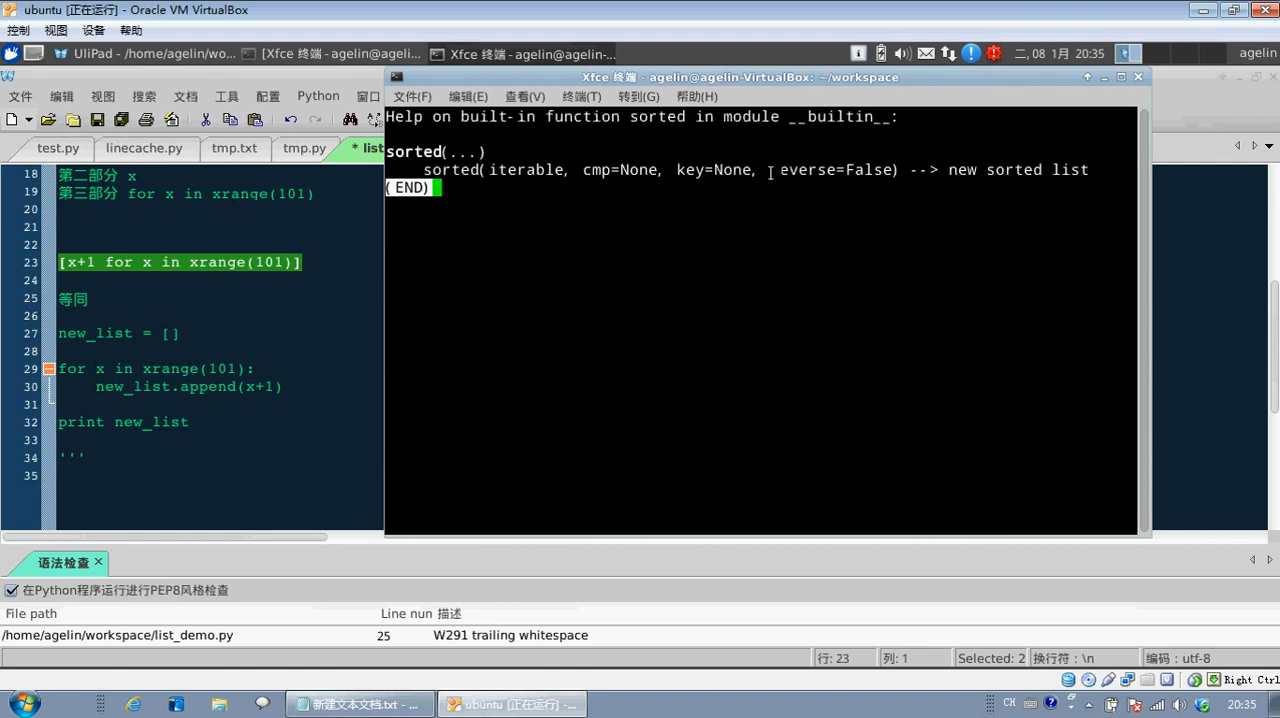 ubuntu [正在运行] - Oracle VM VirtualBox
控制 视图 设备 帮助
UliPad - /home/agelin/wo... [Xfce 终端 - agelin@ageli... Xfce 终端 - agelin@agelin-... 二, 08 1月 20:35 agelin
Xfce 终端 - agelin@agelin-VirtualBox: ~/workspace
文件 编辑 视图 搜索 文档 工具 配置 Python 窗口
文件(F) 编辑(E) 查看(V) 终端(T) 转到(G) 帮助(H)
test.py linecache.py tmp.txt tmp.py * list
Help on built-in function sorted in module __builtin__:
sorted(...)
sorted(iterable, cmp=None, key=None, reverse=False) --> new sorted list
(END)
18 第二部分 x
19 第三部分 for x in xrange(101)
20
21
22
23 [x+1 for x in xrange(101)]
24
25 等同
26
27 new_list = []
28
29 for x in xrange(101):
30 new_list.append(x+1)
31
32 print new_list
33
34 '''
35
语法检查
在Python程序运行进行PEP8风格检查
File path Line nun 描述
/home/agelin/workspace/list_demo.py 25 W291 trailing whitespace
行: 23 列: 1 Selected: 2 换行符：\n 编码：utf-8
Right Ctrl
新建文本文档.txt - ... ubuntu [正在运行] -... CH 20:35